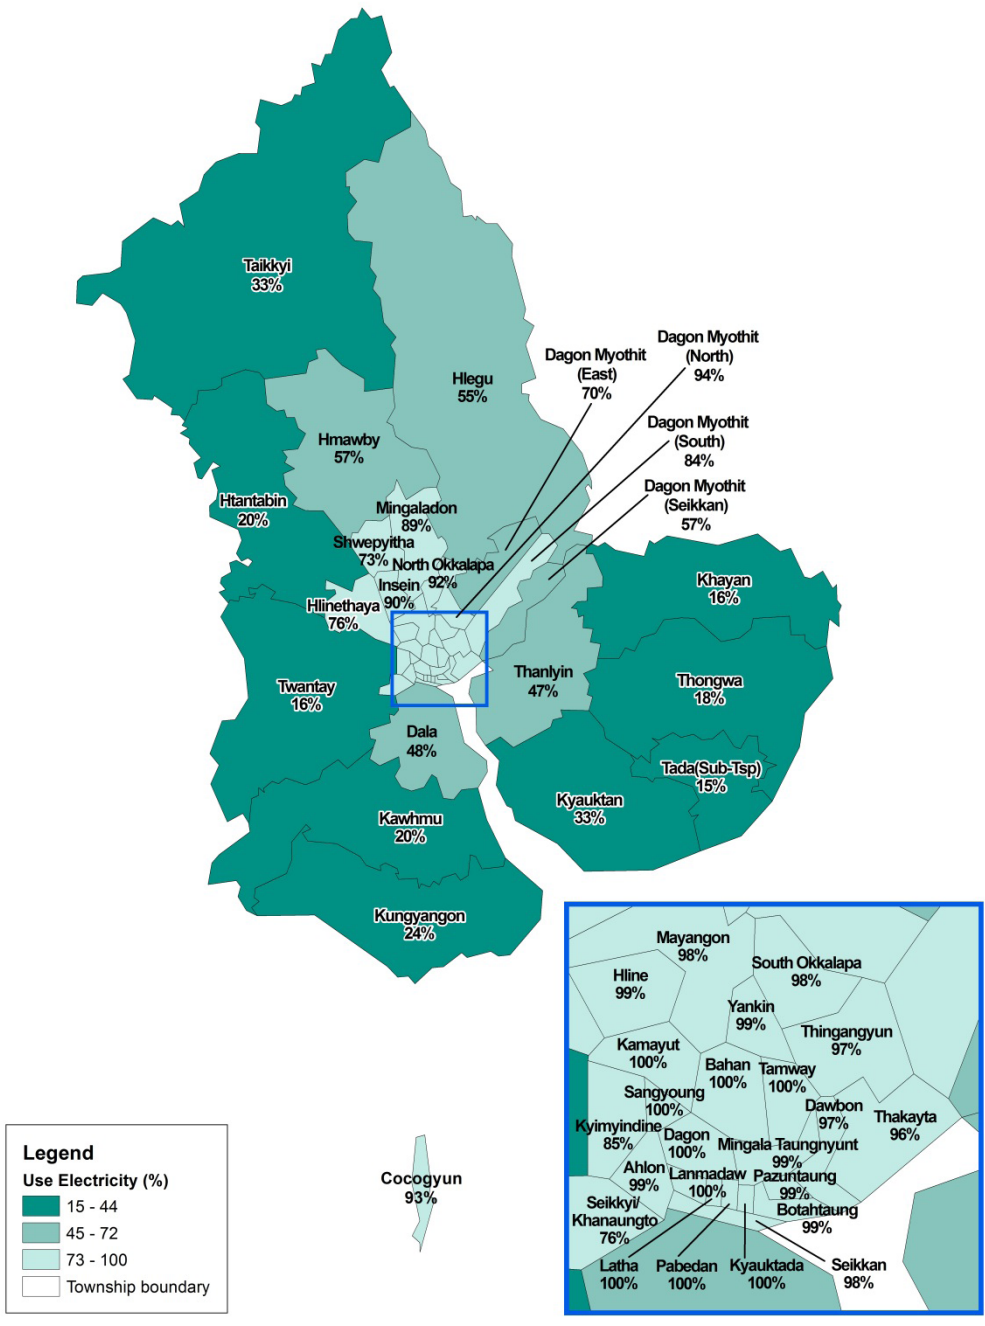 Taikkyi
33%
Hlegu
55%
Dagon Myothit
(East)
70%
Dagon Myothit
(North)
94%
Dagon Myothit
(South)
84%
Dagon Myothit
(Seikkan)
57%
Hmawby
57%
Htantabin
20%
Mingaladon
89%
Shwepyitha
73%
North Okkalapa
92%
Insein
90%
Hlinethaya
76%
Khayan
16%
Thongwa
18%
Thanlyin
47%
Twantay
16%
Dala
48%
Tada(Sub-Tsp)
15%
Kyauktan
33%
Kawhmu
20%
Kungyangon
24%
Mayangon
98%
South Okkalapa
98%
Hline
99%
Yankin
99%
Thingangyun
97%
Kamayut
100%
Bahan
100%
Tamway
100%
Sangyoung
100%
Dawbon
97%
Thakayta
96%
Kyimyindine
85%
Dagon
100%
Mingala Taungnyunt
99%
Ahlon
99%
Lanmadaw
100%
Pazuntaung
99%
Seikkyi/
Khanaungto
76%
Botahtaung
99%
Latha
100%
Pabedan
100%
Kyauktada
100%
Seikkan
98%
Cocogyun
93%
Legend
Use Electricity (%)
15 - 44
45 - 72
73 - 100
Township boundary